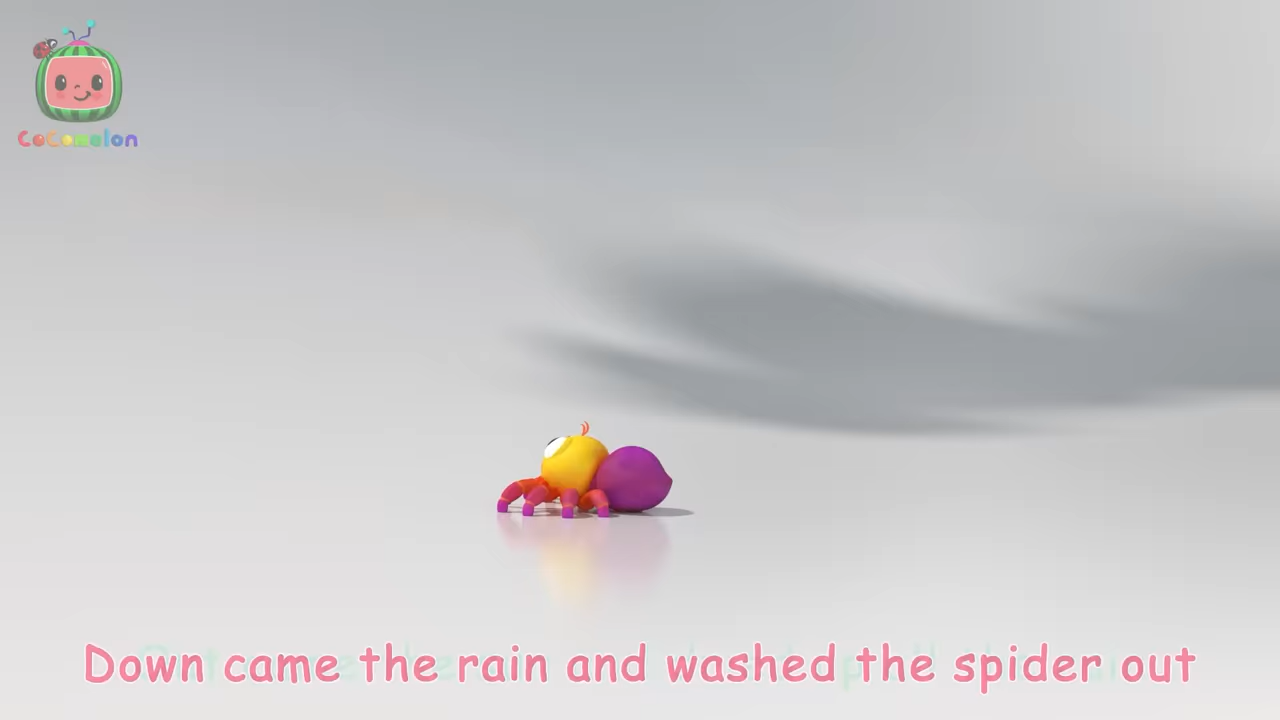 CoComelon
Down came the rain and washed the spider out